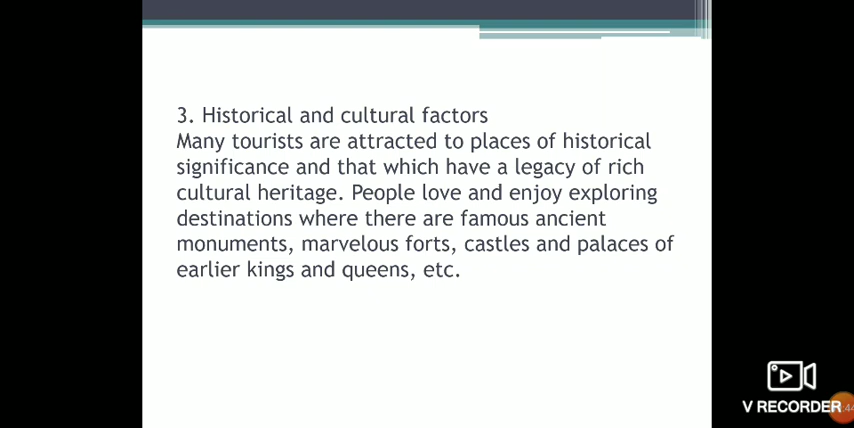 3. Historical and cultural factors
Many tourists are attracted to places of historical
significance and that which have a legacy of rich
cultural heritage. People love and enjoy exploring
destinations where there are famous ancient
monuments, marvelous forts, castles and palaces of
earlier kings and queens, etc.
V RECORDER